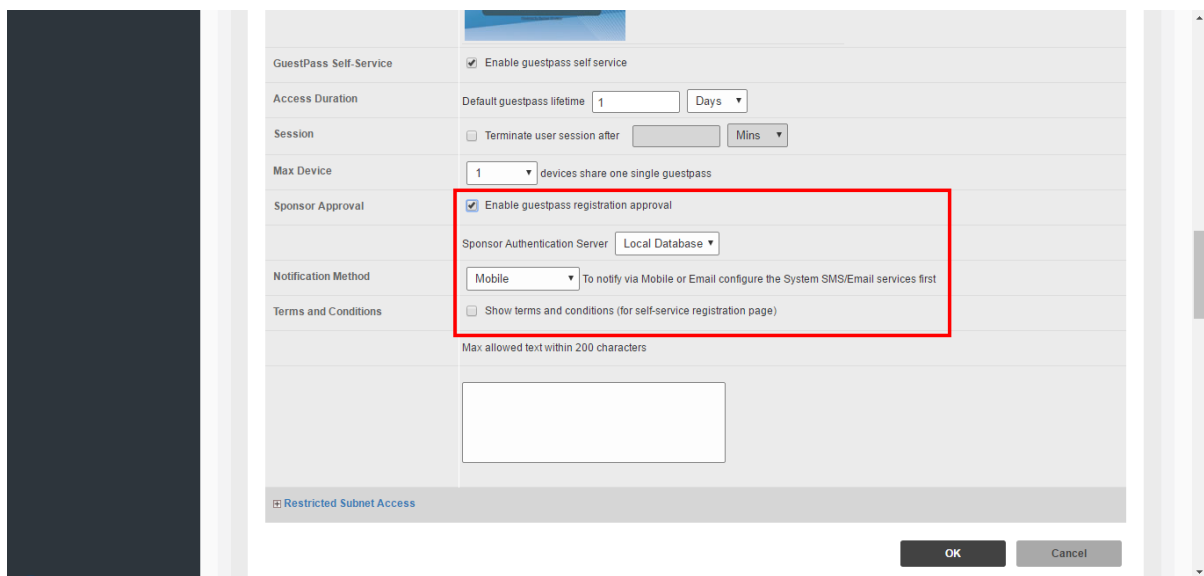 GuestPass Self-Service Enable guestpass self service
Access Duration Default guestpass lifetime 1 Days
Session Terminate user session after Mins
Max Device 1 devices share one single guestpass
Sponsor Approval Enable guestpass registration approval
Sponsor Authentication Server Local Database
Notification Method Mobile To notify via Mobile or Email configure the System SMS/Email services first
Terms and Conditions Show terms and conditions (for self-service registration page)
Max allowed text within 200 characters
Restricted Subnet Access
OK Cancel